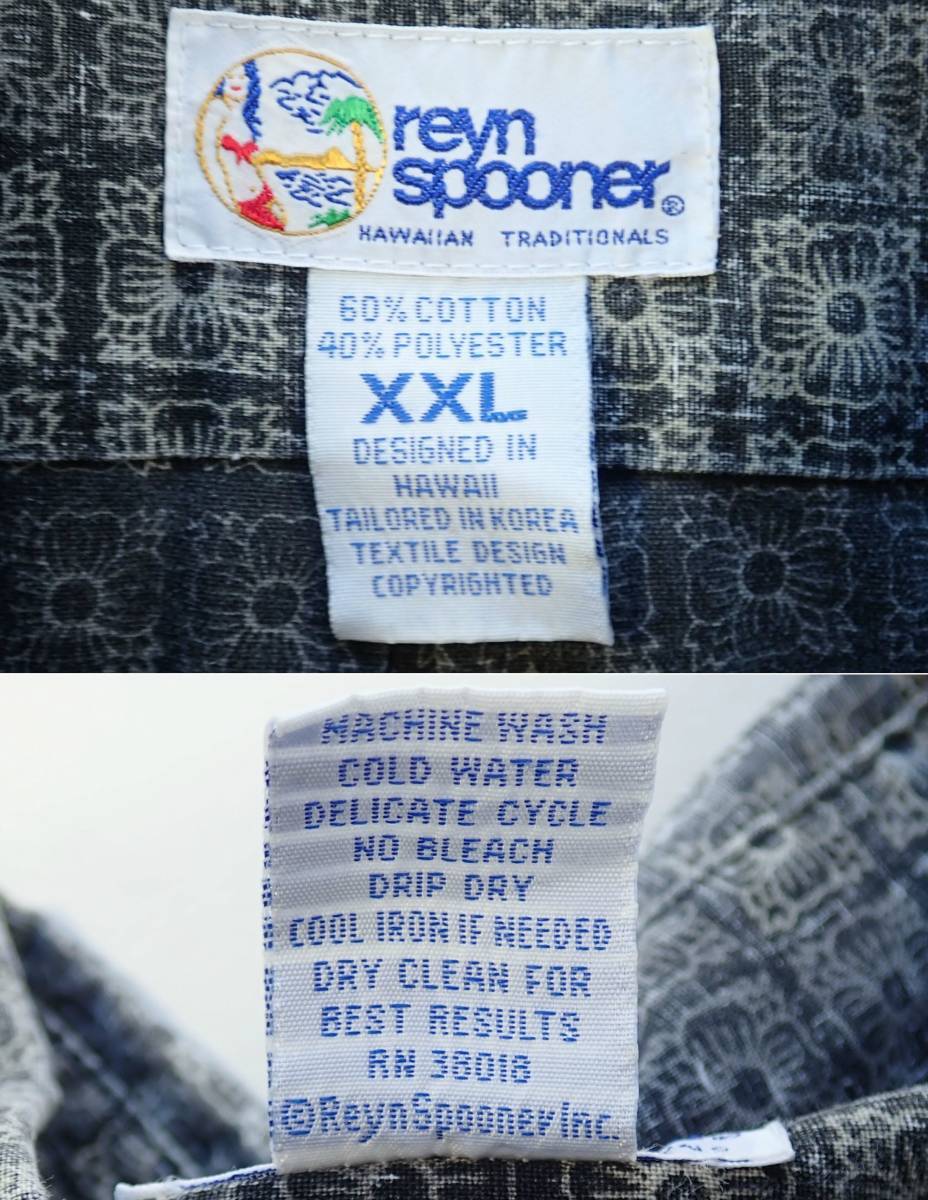 reyn
spooner®
HAWAIIAN TRADITIONALS
60% COTTON
40% POLYESTER
XXL
DESIGNED IN
HAWAII
TAILORED IN KOREA
TEXTILE DESIGN
COPYRIGHTED
MACHINE WASH
COLD WATER
DELICATE CYCLE
NO BLEACH
DRIP DRY
COOL IRON IF NEEDED
DRY CLEAN FOR
BEST RESULTS
RN 38018
©ReynSpoonerInc.